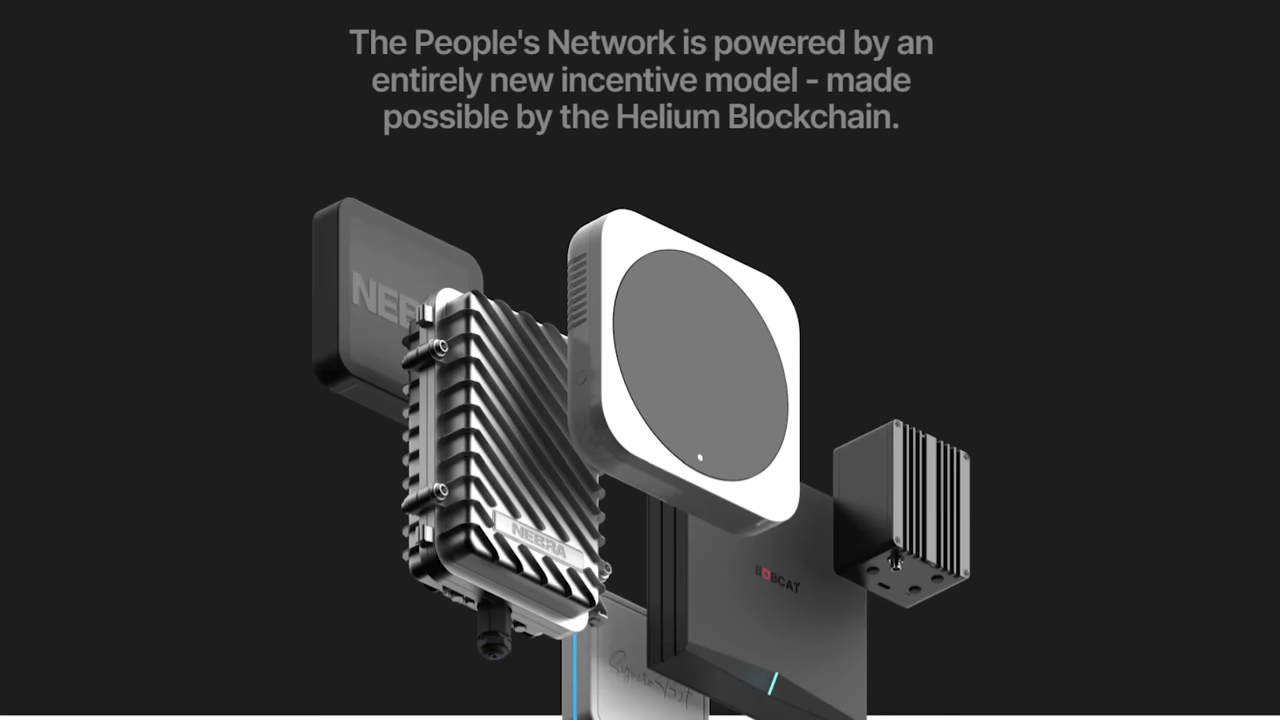 The People's Network is powered by an
entirely new incentive model - made
possible by the Helium Blockchain.
NEBRA
BOBCAT